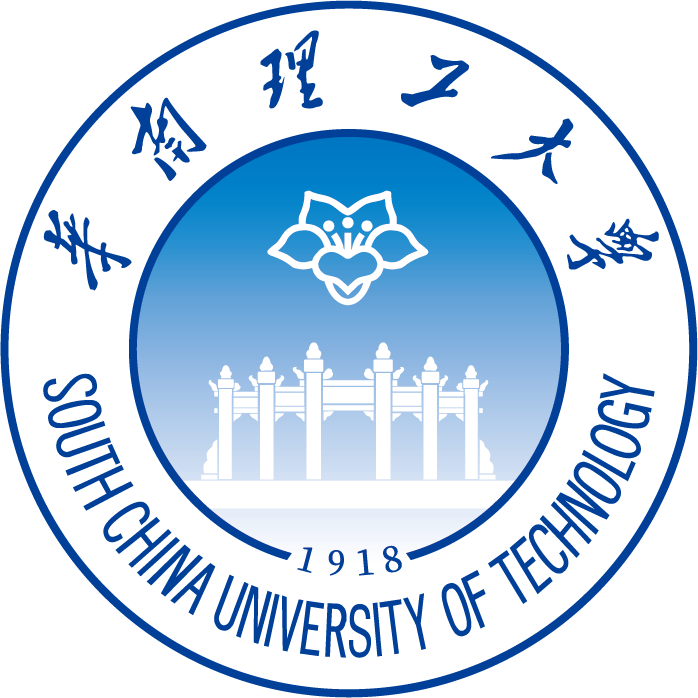 华南理工大学
1918
SOUTH CHINA UNIVERSITY OF TECHNOLOGY